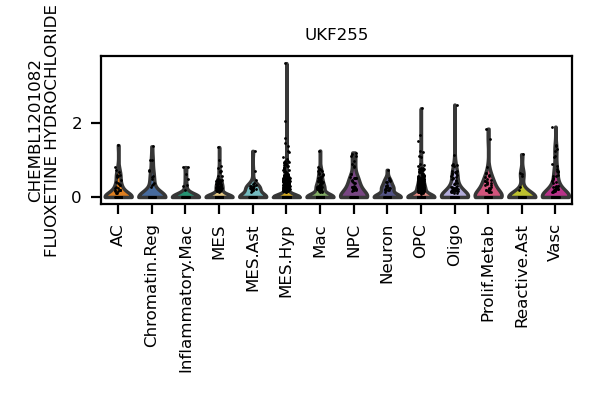 UKF255
CHEMBL1201082
FLUOXETINE HYDROCHLORIDE
2
0
AC
Chromatin.Reg
Inflammatory.Mac
MES
MES.Ast
MES.Hyp
Mac
NPC
Neuron
OPC
Oligo
Prolif.Metab
Reactive.Ast
Vasc